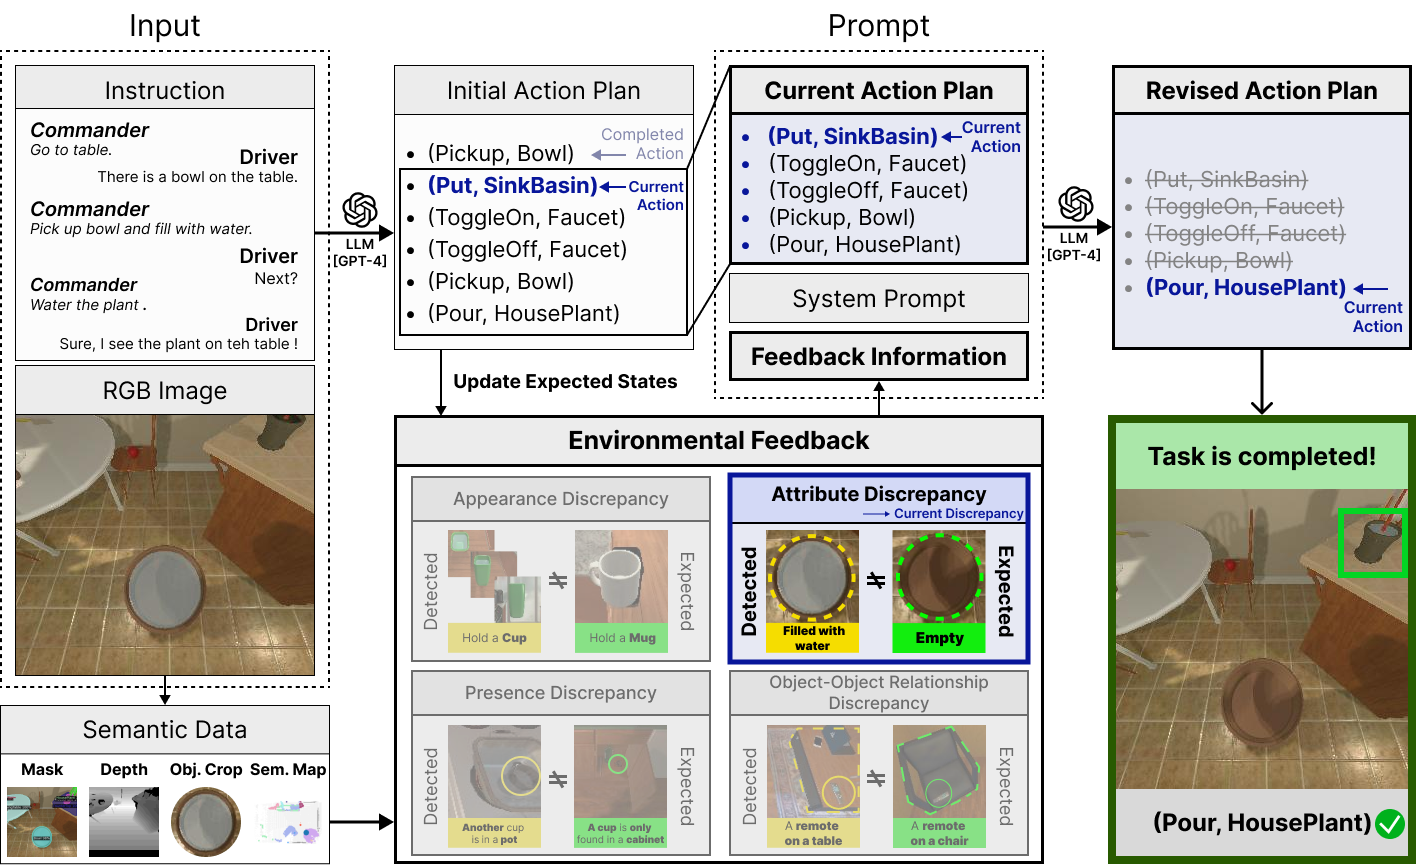 Input
Instruction
Commander
Go to table.
Driver
There is a bowl on the table.
Commander
Pick up bowl and fill with water.
Driver
Next?
Commander
Water the plant .
Driver
Sure, I see the plant on teh table !
RGB Image
Semantic Data
Mask
Depth
Obj. Crop
Sem. Map
LLM
[GPT-4]
Initial Action Plan
Completed
Action
• (Pickup, Bowl)
• (Put, SinkBasin)
Current
Action
• (ToggleOn, Faucet)
• (ToggleOff, Faucet)
• (Pickup, Bowl)
• (Pour, HousePlant)
Update Expected States
Prompt
Current Action Plan
• (Put, SinkBasin)
Current
Action
• (ToggleOn, Faucet)
• (ToggleOff, Faucet)
• (Pickup, Bowl)
• (Pour, HousePlant)
System Prompt
Feedback Information
LLM
[GPT-4]
Revised Action Plan
• (Put, SinkBasin)
• (ToggleOn, Faucet)
• (ToggleOff, Faucet)
• (Pickup, Bowl)
• (Pour, HousePlant)
Current
Action
Environmental Feedback
Appearance Discrepancy
Detected
Hold a Cup
≠
Hold a Mug
Expected
Attribute Discrepancy
Current Discrepancy
Detected
Filled with
water
≠
Empty
Expected
Presence Discrepancy
Detected
Another cup
is in a pot
≠
A cup is only
found in a cabinet
Expected
Object-Object Relationship
Discrepancy
Detected
A remote
on a table
≠
A remote
on a chair
Expected
Task is completed!
(Pour, HousePlant)